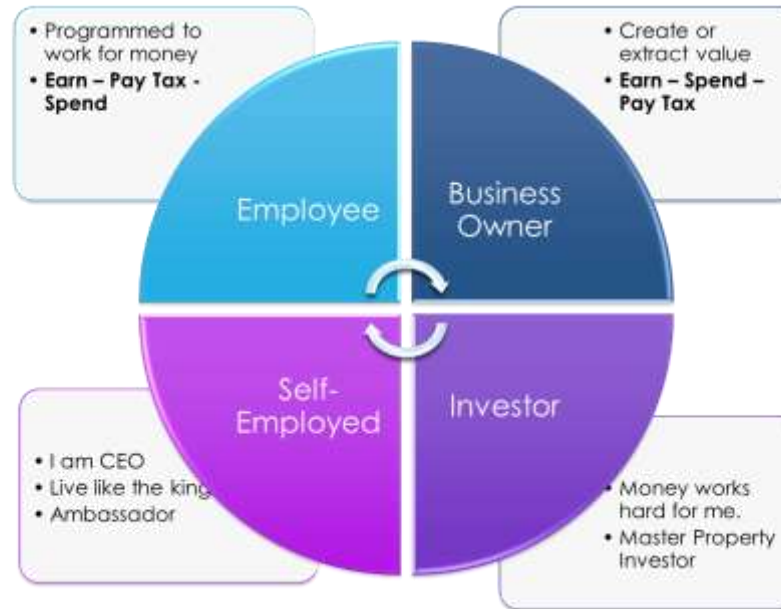 • Programmed to
work for money
• Earn – Pay Tax -
Spend
• Create or
extract value
• Earn – Spend –
Pay Tax
Employee
Business
Owner
Self-
Employed
Investor
• I am CEO
• Live like the king
• Ambassador
• Money works
hard for me.
• Master Property
Investor